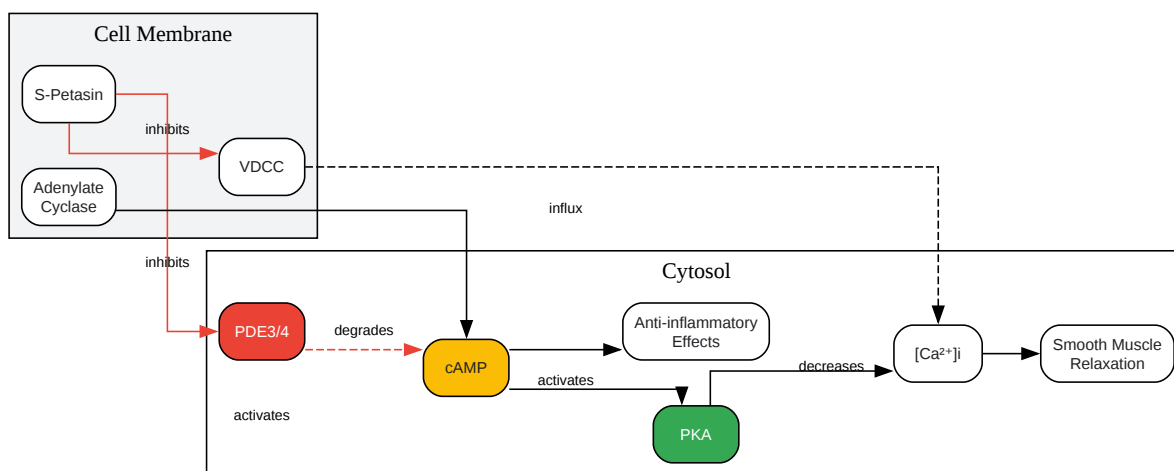 Cell Membrane
S-Petasin
inhibits
VDCC
Adenylate
Cyclase
influx
inhibits
Cytosol
PDE3/4
degrades
cAMP
Anti-inflammatory
Effects
activates
decreases
[Ca²⁺]i
Smooth Muscle
Relaxation
activates
PKA